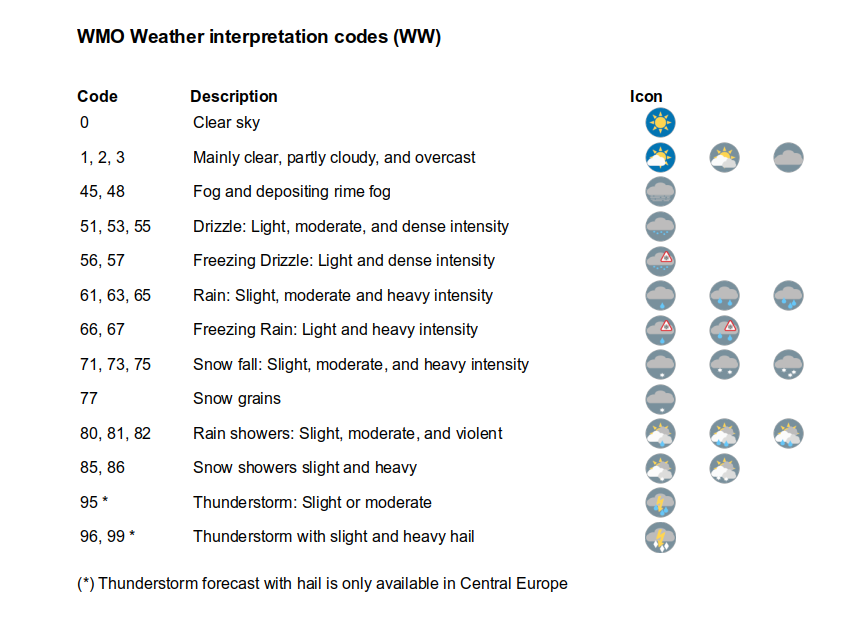 WMO Weather interpretation codes (WW)
Code Description Icon
0 Clear sky
1, 2, 3 Mainly clear, partly cloudy, and overcast
45, 48 Fog and depositing rime fog
51, 53, 55 Drizzle: Light, moderate, and dense intensity
56, 57 Freezing Drizzle: Light and dense intensity
61, 63, 65 Rain: Slight, moderate and heavy intensity
66, 67 Freezing Rain: Light and heavy intensity
71, 73, 75 Snow fall: Slight, moderate, and heavy intensity
77 Snow grains
80, 81, 82 Rain showers: Slight, moderate, and violent
85, 86 Snow showers slight and heavy
95 * Thunderstorm: Slight or moderate
96, 99 * Thunderstorm with slight and heavy hail
(*) Thunderstorm forecast with hail is only available in Central Europe